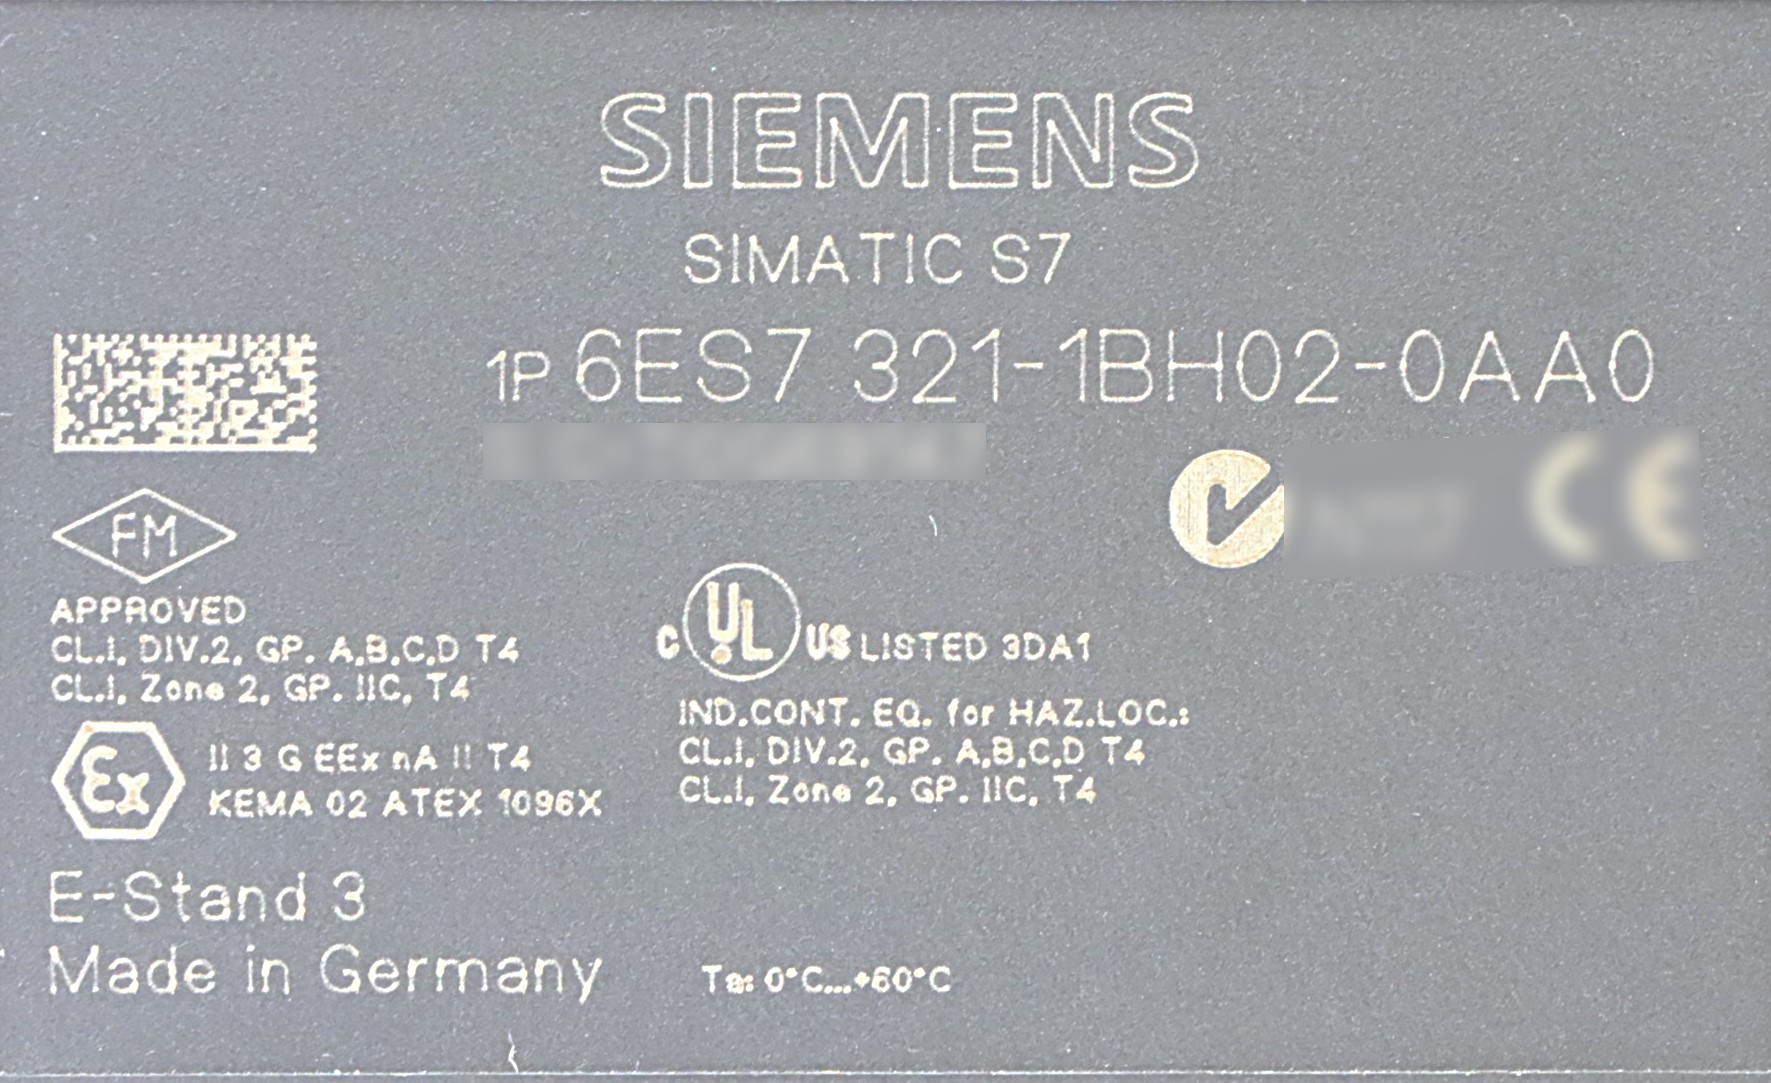 SIEMENS
SIMATIC S7
1P 6ES7 321-1BH02-0AA0
CE
FM
APPROVED
CL.I, DIV.2, GP. A,B,C,D T4
CL.I, Zone 2, GP. IIC, T4
C UL US LISTED 3DA1
IND.CONT. EQ. for HAZ.LOC.:
CL.I, DIV.2, GP. A,B,C,D T4
CL.I, Zone 2, GP. IIC, T4
Ex II 3 G EEx nA II T4
KEMA 02 ATEX 1096X
E-Stand 3
Made in Germany
Ta: 0°C...+60°C